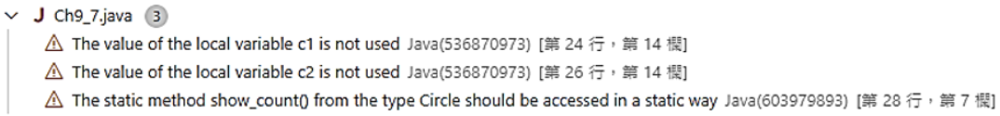 J Ch9_7.java 3
The value of the local variable c1 is not used Java(536870973) [第 24 行，第 14 欄]
The value of the local variable c2 is not used Java(536870973) [第 26 行，第 14 欄]
The static method show_count() from the type Circle should be accessed in a static way Java(603979893) [第 28 行，第 7 欄]